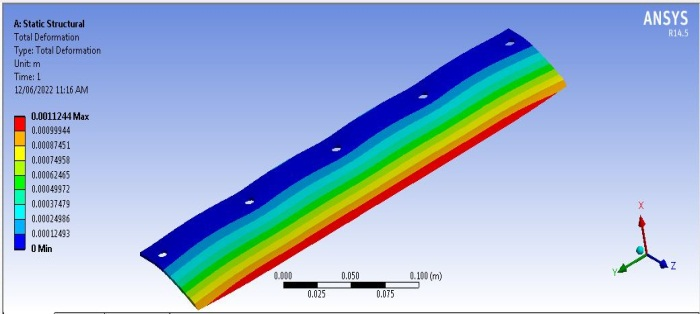 A: Static Structural
Total Deformation
Type: Total Deformation
Unit: m
Time: 1
12/06/2022 11:16 AM
0.0011244 Max
0.00099944
0.00087451
0.00074958
0.00062465
0.00049972
0.00037479
0.00024986
0.00012493
0 Min
ANSYS
R14.5
0.000 0.050 0.100 (m)
0.025 0.075
X
Y
Z